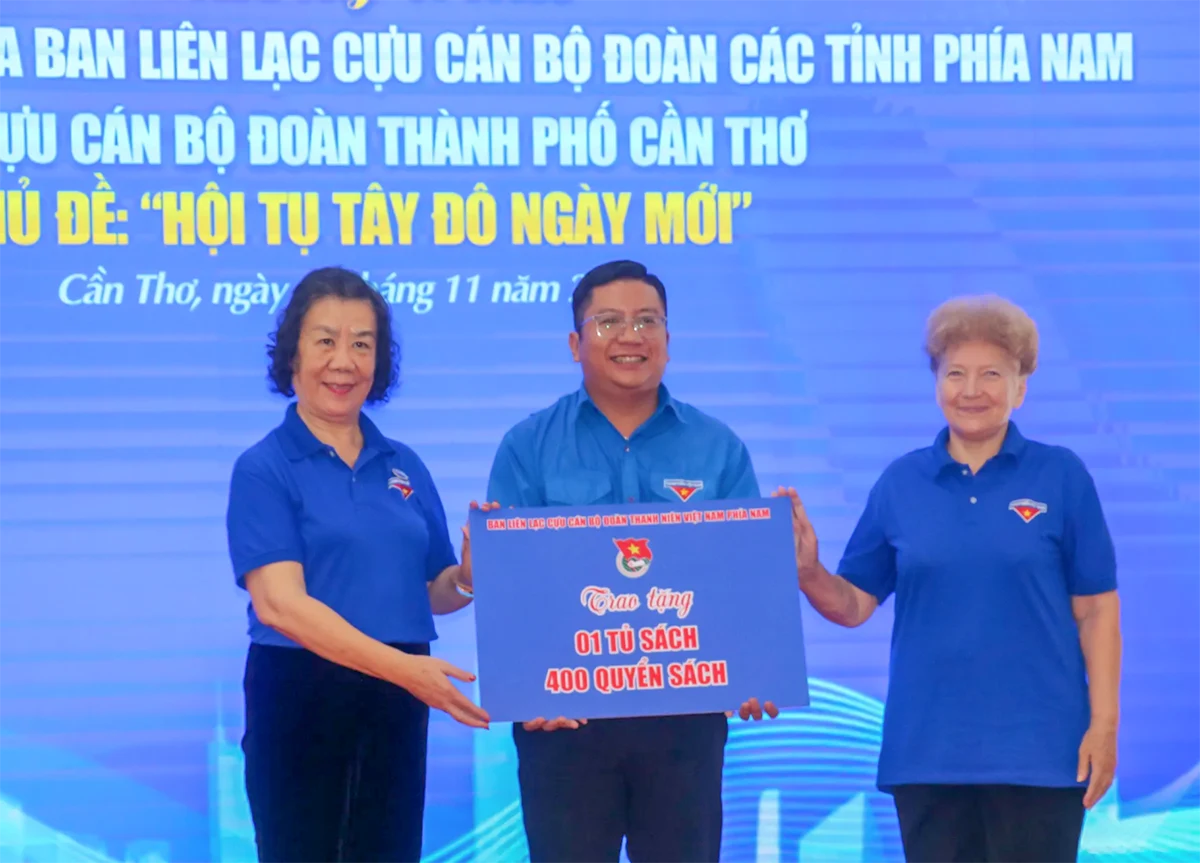 A BAN LIÊN LẠC CỰU CÁN BỘ ĐOÀN CÁC TỈNH PHÍA NAM
CÁN BỘ ĐOÀN THÀNH PHỐ CẦN THƠ
ĐỀ: “HỘI TỤ TÂY ĐÔ NGÀY MỚI”
Cần Thơ, ngày 11 năm
BAN LIÊN LẠC CỰU CÁN BỘ ĐOÀN THANH NIÊN VIỆT NAM PHÍA NAM
Trao tặng
01 TỦ SÁCH
400 QUYỂN SÁCH